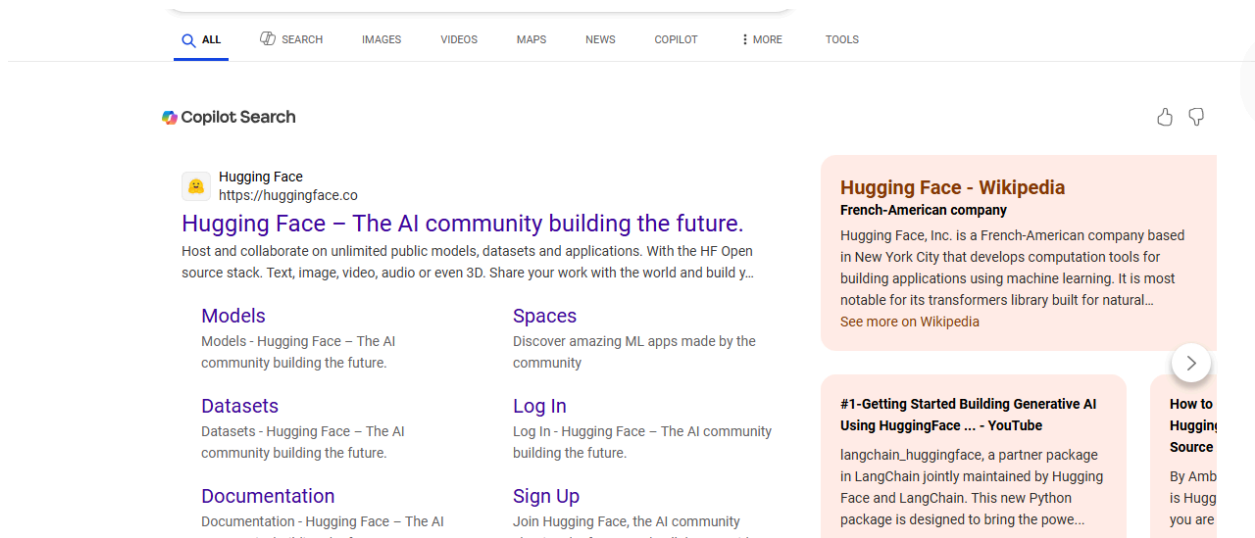 ALL SEARCH IMAGES VIDEOS MAPS NEWS COPILOT MORE TOOLS
Copilot Search
Hugging Face
https://huggingface.co
Hugging Face – The AI community building the future.
Host and collaborate on unlimited public models, datasets and applications. With the HF Open
source stack. Text, image, video, audio or even 3D. Share your work with the world and build y...
Models
Models - Hugging Face – The AI
community building the future.
Spaces
Discover amazing ML apps made by the
community
Datasets
Datasets - Hugging Face – The AI
community building the future.
Log In
Log In - Hugging Face – The AI community
building the future.
Documentation
Documentation - Hugging Face – The AI
Sign Up
Join Hugging Face, the AI community
Hugging Face - Wikipedia
French-American company
Hugging Face, Inc. is a French-American company based
in New York City that develops computation tools for
building applications using machine learning. It is most
notable for its transformers library built for natural...
See more on Wikipedia
#1-Getting Started Building Generative AI
Using HuggingFace ... - YouTube
langchain_huggingface, a partner package
in LangChain jointly maintained by Hugging
Face and LangChain. This new Python
package is designed to bring the powe...
How to
Hugging
Source
By Amb
is Hugg
you are